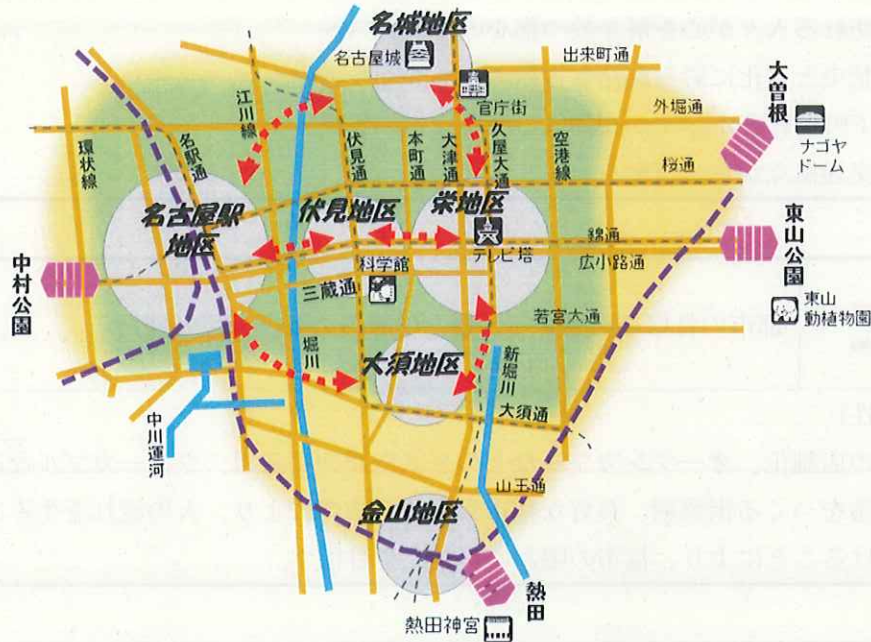 名城地区
名古屋城
出来町通
官庁街
大曽根
外堀通
ナゴヤ
ドーム
江川線
環状線
名駅通
伏見通
本町通
大津通
久屋大通
空港線
桜通
名古屋駅
地区
伏見地区
栄地区
テレビ塔
錦通
広小路通
東山公園
中村公園
科学館
三蔵通
若宮大通
東山
動植物園
堀川
大須地区
新堀川
大須通
中川運河
山王通
金山地区
熱田
熱田神宮